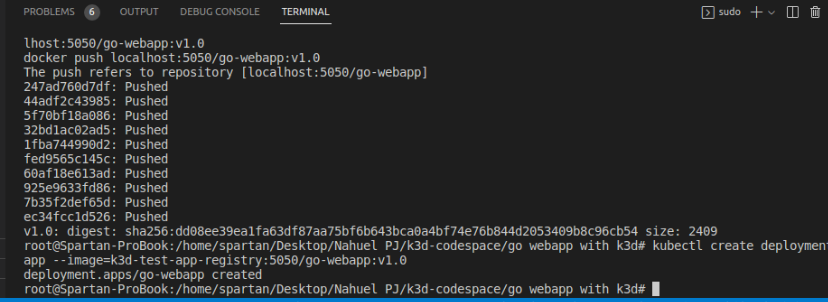 PROBLEMS 6 OUTPUT DEBUG CONSOLE TERMINAL sudo
lhost:5050/go-webapp:v1.0
docker push localhost:5050/go-webapp:v1.0
The push refers to repository [localhost:5050/go-webapp]
247ad760d7df: Pushed
44adf2c43985: Pushed
5f70bf18a086: Pushed
32bd1ac02ad5: Pushed
1fba744990d2: Pushed
fed9565c145c: Pushed
60af18e613ad: Pushed
925e9633fd86: Pushed
7b35f2def65d: Pushed
ec34fcc1d526: Pushed
v1.0: digest: sha256:dd08ee39ea1fa63df87aa75bf6b643bca0a4bf74e76b844d2053409b8c96cb54 size: 2409
root@Spartan-ProBook:/home/spartan/Desktop/Nahuel PJ/k3d-codespace/go webapp with k3d# kubectl create deployment
app --image=k3d-test-app-registry:5050/go-webapp:v1.0
deployment.apps/go-webapp created
root@Spartan-ProBook:/home/spartan/Desktop/Nahuel PJ/k3d-codespace/go webapp with k3d#